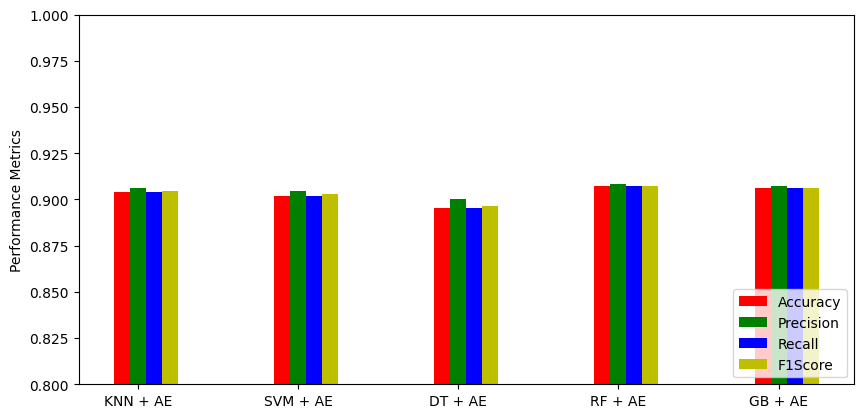 Performance Metrics
1.000
0.975
0.950
0.925
0.900
0.875
0.850
0.825
0.800
KNN + AE
SVM + AE
DT + AE
RF + AE
GB + AE
Accuracy
Precision
Recall
F1Score